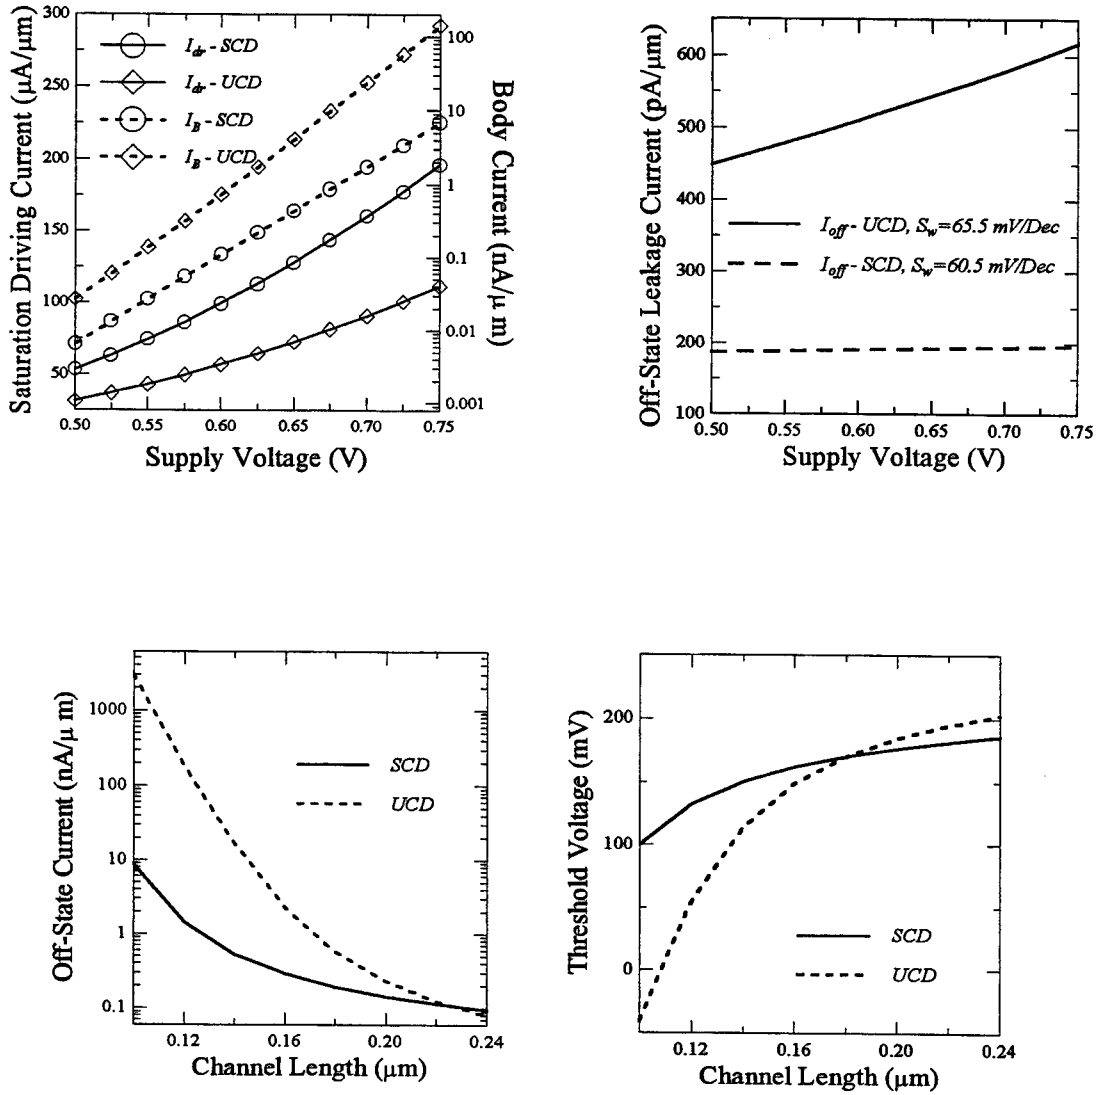 300
250
200
150
100
50
Saturation Driving Current (μA/μm)
I_dr - SCD
I_dr - UCD
I_B - SCD
I_B - UCD
100
10
1
0.1
0.01
0.001
Body Current (nA/μ m)
0.50 0.55 0.60 0.65 0.70 0.75
Supply Voltage (V)
600
500
400
300
200
100
Off-State Leakage Current (pA/μm)
I_off - UCD, S_w=65.5 mV/Dec
I_off - SCD, S_w=60.5 mV/Dec
0.50 0.55 0.60 0.65 0.70 0.75
Supply Voltage (V)
1000
100
10
1
0.1
Off-State Current (nA/μ m)
SCD
UCD
0.12 0.16 0.20 0.24
Channel Length (μm)
200
100
0
Threshold Voltage (mV)
SCD
UCD
0.12 0.16 0.20 0.24
Channel Length (μm)